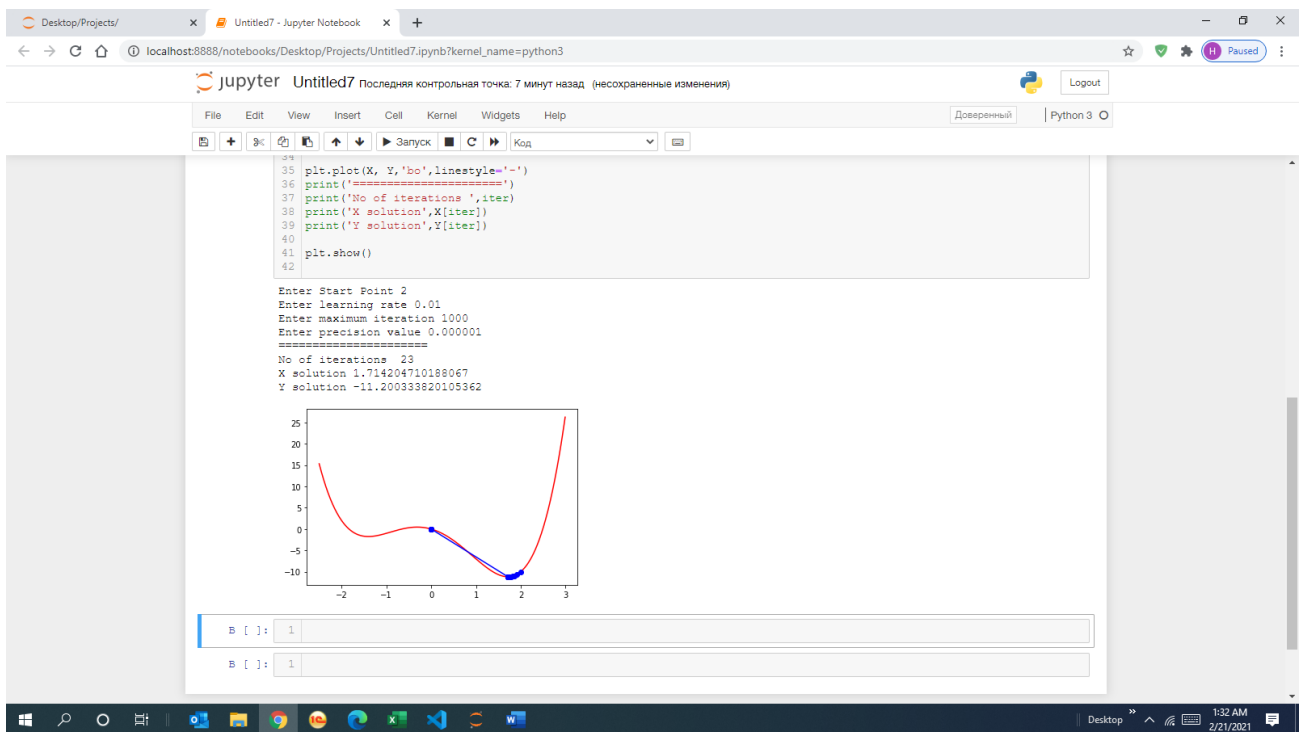 Desktop/Projects/
Untitled7 - Jupyter Notebook
localhost:8888/notebooks/Desktop/Projects/Untitled7.ipynb?kernel_name=python3
H Paused
jupyter Untitled7 Последняя контрольная точка: 7 минут назад (несохраненные изменения)
Logout
File Edit View Insert Cell Kernel Widgets Help
Доверенный
Python 3
Запуск
Код
34
35 plt.plot(X, Y,'bo',linestyle='-')
36 print('======================')
37 print('No of iterations ',iter)
38 print('X solution',X[iter])
39 print('Y solution',Y[iter])
40
41 plt.show()
42
Enter Start Point 2
Enter learning rate 0.01
Enter maximum iteration 1000
Enter precision value 0.000001
======================
No of iterations  23
X solution 1.714204710188067
Y solution -11.200333820105362
25
20
15
10
5
0
−5
−10
−2 −1 0 1 2 3
B [ ]: 1
B [ ]: 1
Desktop
1:32 AM
2/21/2021